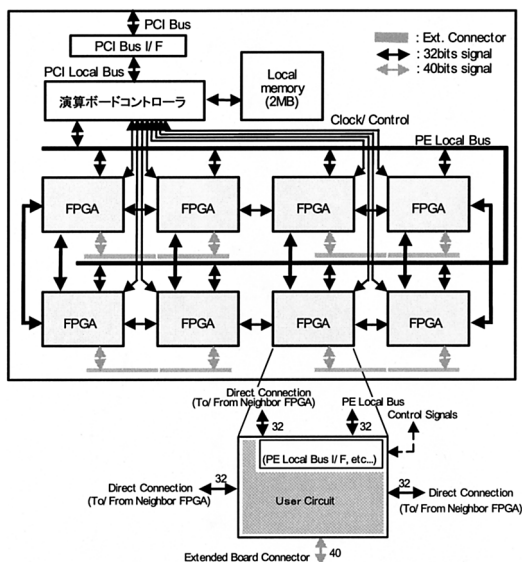 PCI Bus
PCI Bus I/ F
PCI Local Bus
演算ボードコントローラ
Local
memory
(2MB)
: Ext. Connector
: 32bits signal
: 40bits signal
Clock/ Control
PE Local Bus
FPGA
FPGA
FPGA
FPGA
FPGA
FPGA
FPGA
FPGA
Direct Connection
(To/ From Neighbor FPGA)
PE Local Bus
Control Signals
32
32
(PE Local Bus I/ F, etc...)
User Circuit
32
Direct Connection
(To/ From Neighbor FPGA)
32
Direct Connection
(To/ From Neighbor FPGA)
Extended Board Connector
40